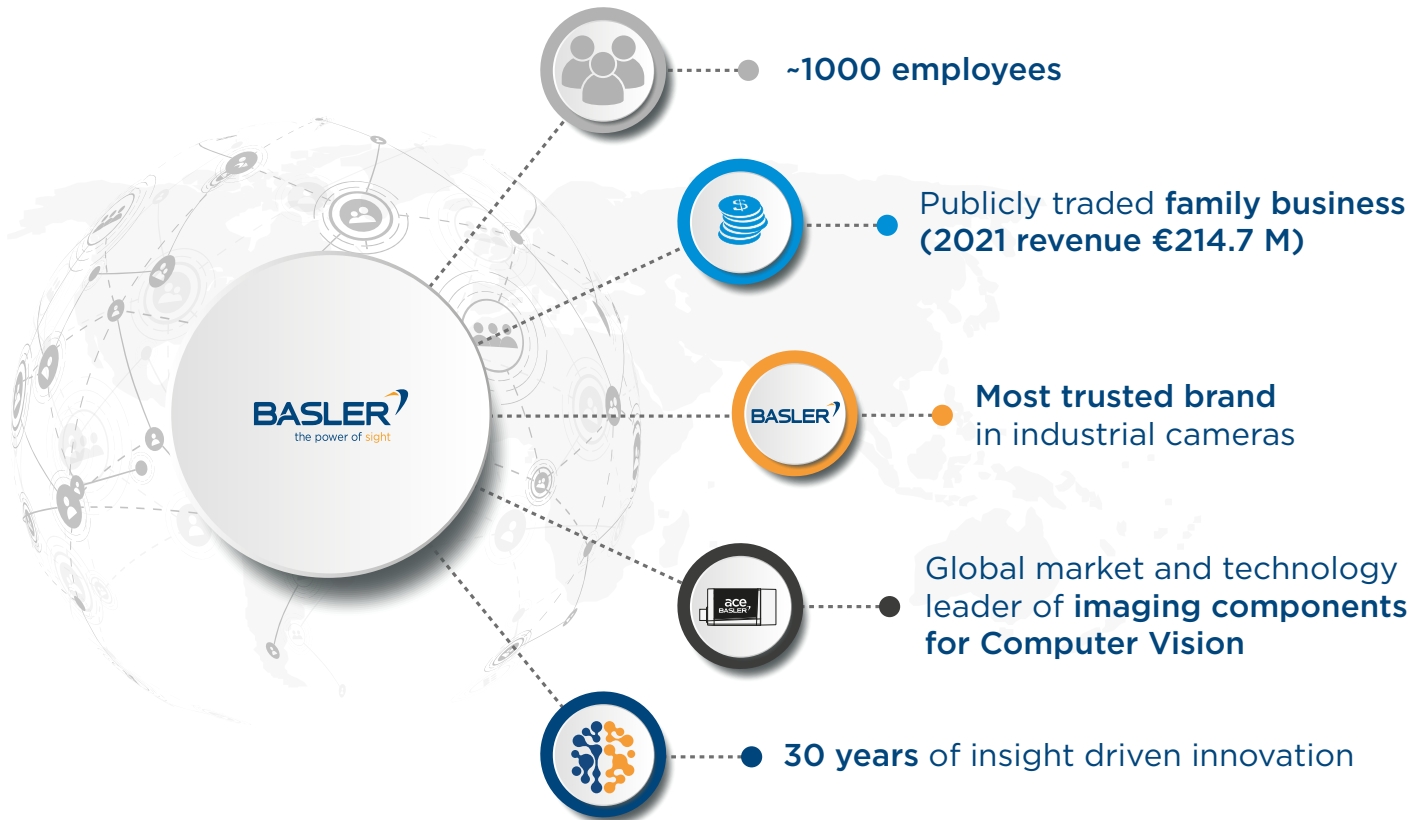 ~1000 employees
$
Publicly traded family business
(2021 revenue €214.7 M)
BASLER
the power of sight
BASLER
Most trusted brand
in industrial cameras
ace
BASLER
Global market and technology
leader of imaging components
for Computer Vision
30 years of insight driven innovation